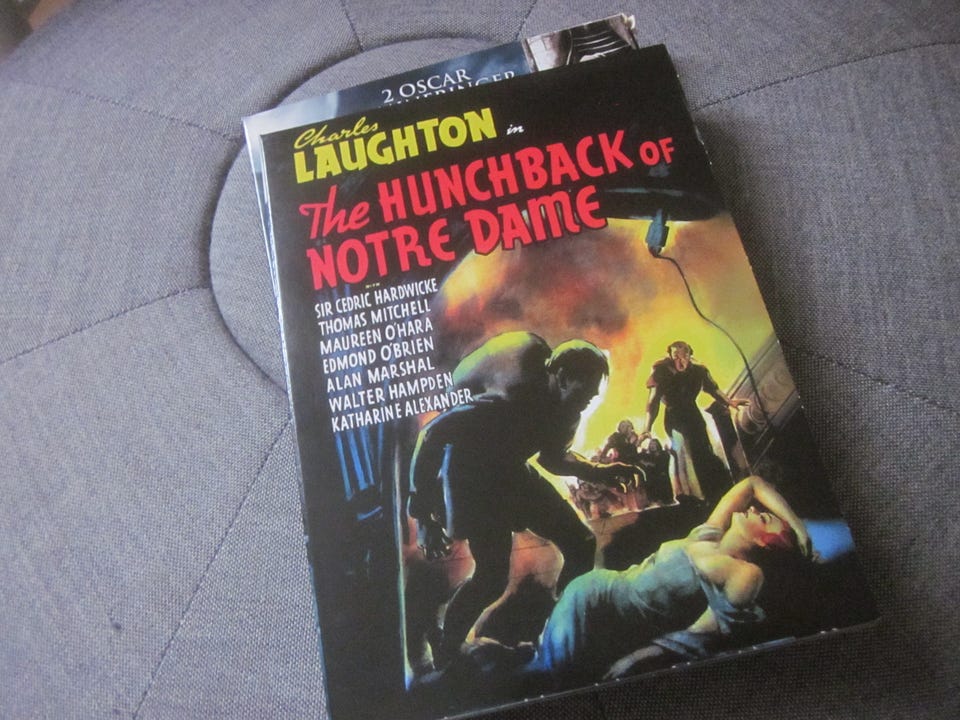 2 OSCAR
Charles
LAUGHTON in
The HUNCHBACK OF
NOTRE DAME
WITH
SIR CEDRIC HARDWICKE
THOMAS MITCHELL
MAUREEN O'HARA
EDMOND O'BRIEN
ALAN MARSHAL
WALTER HAMPDEN
KATHARINE ALEXANDER